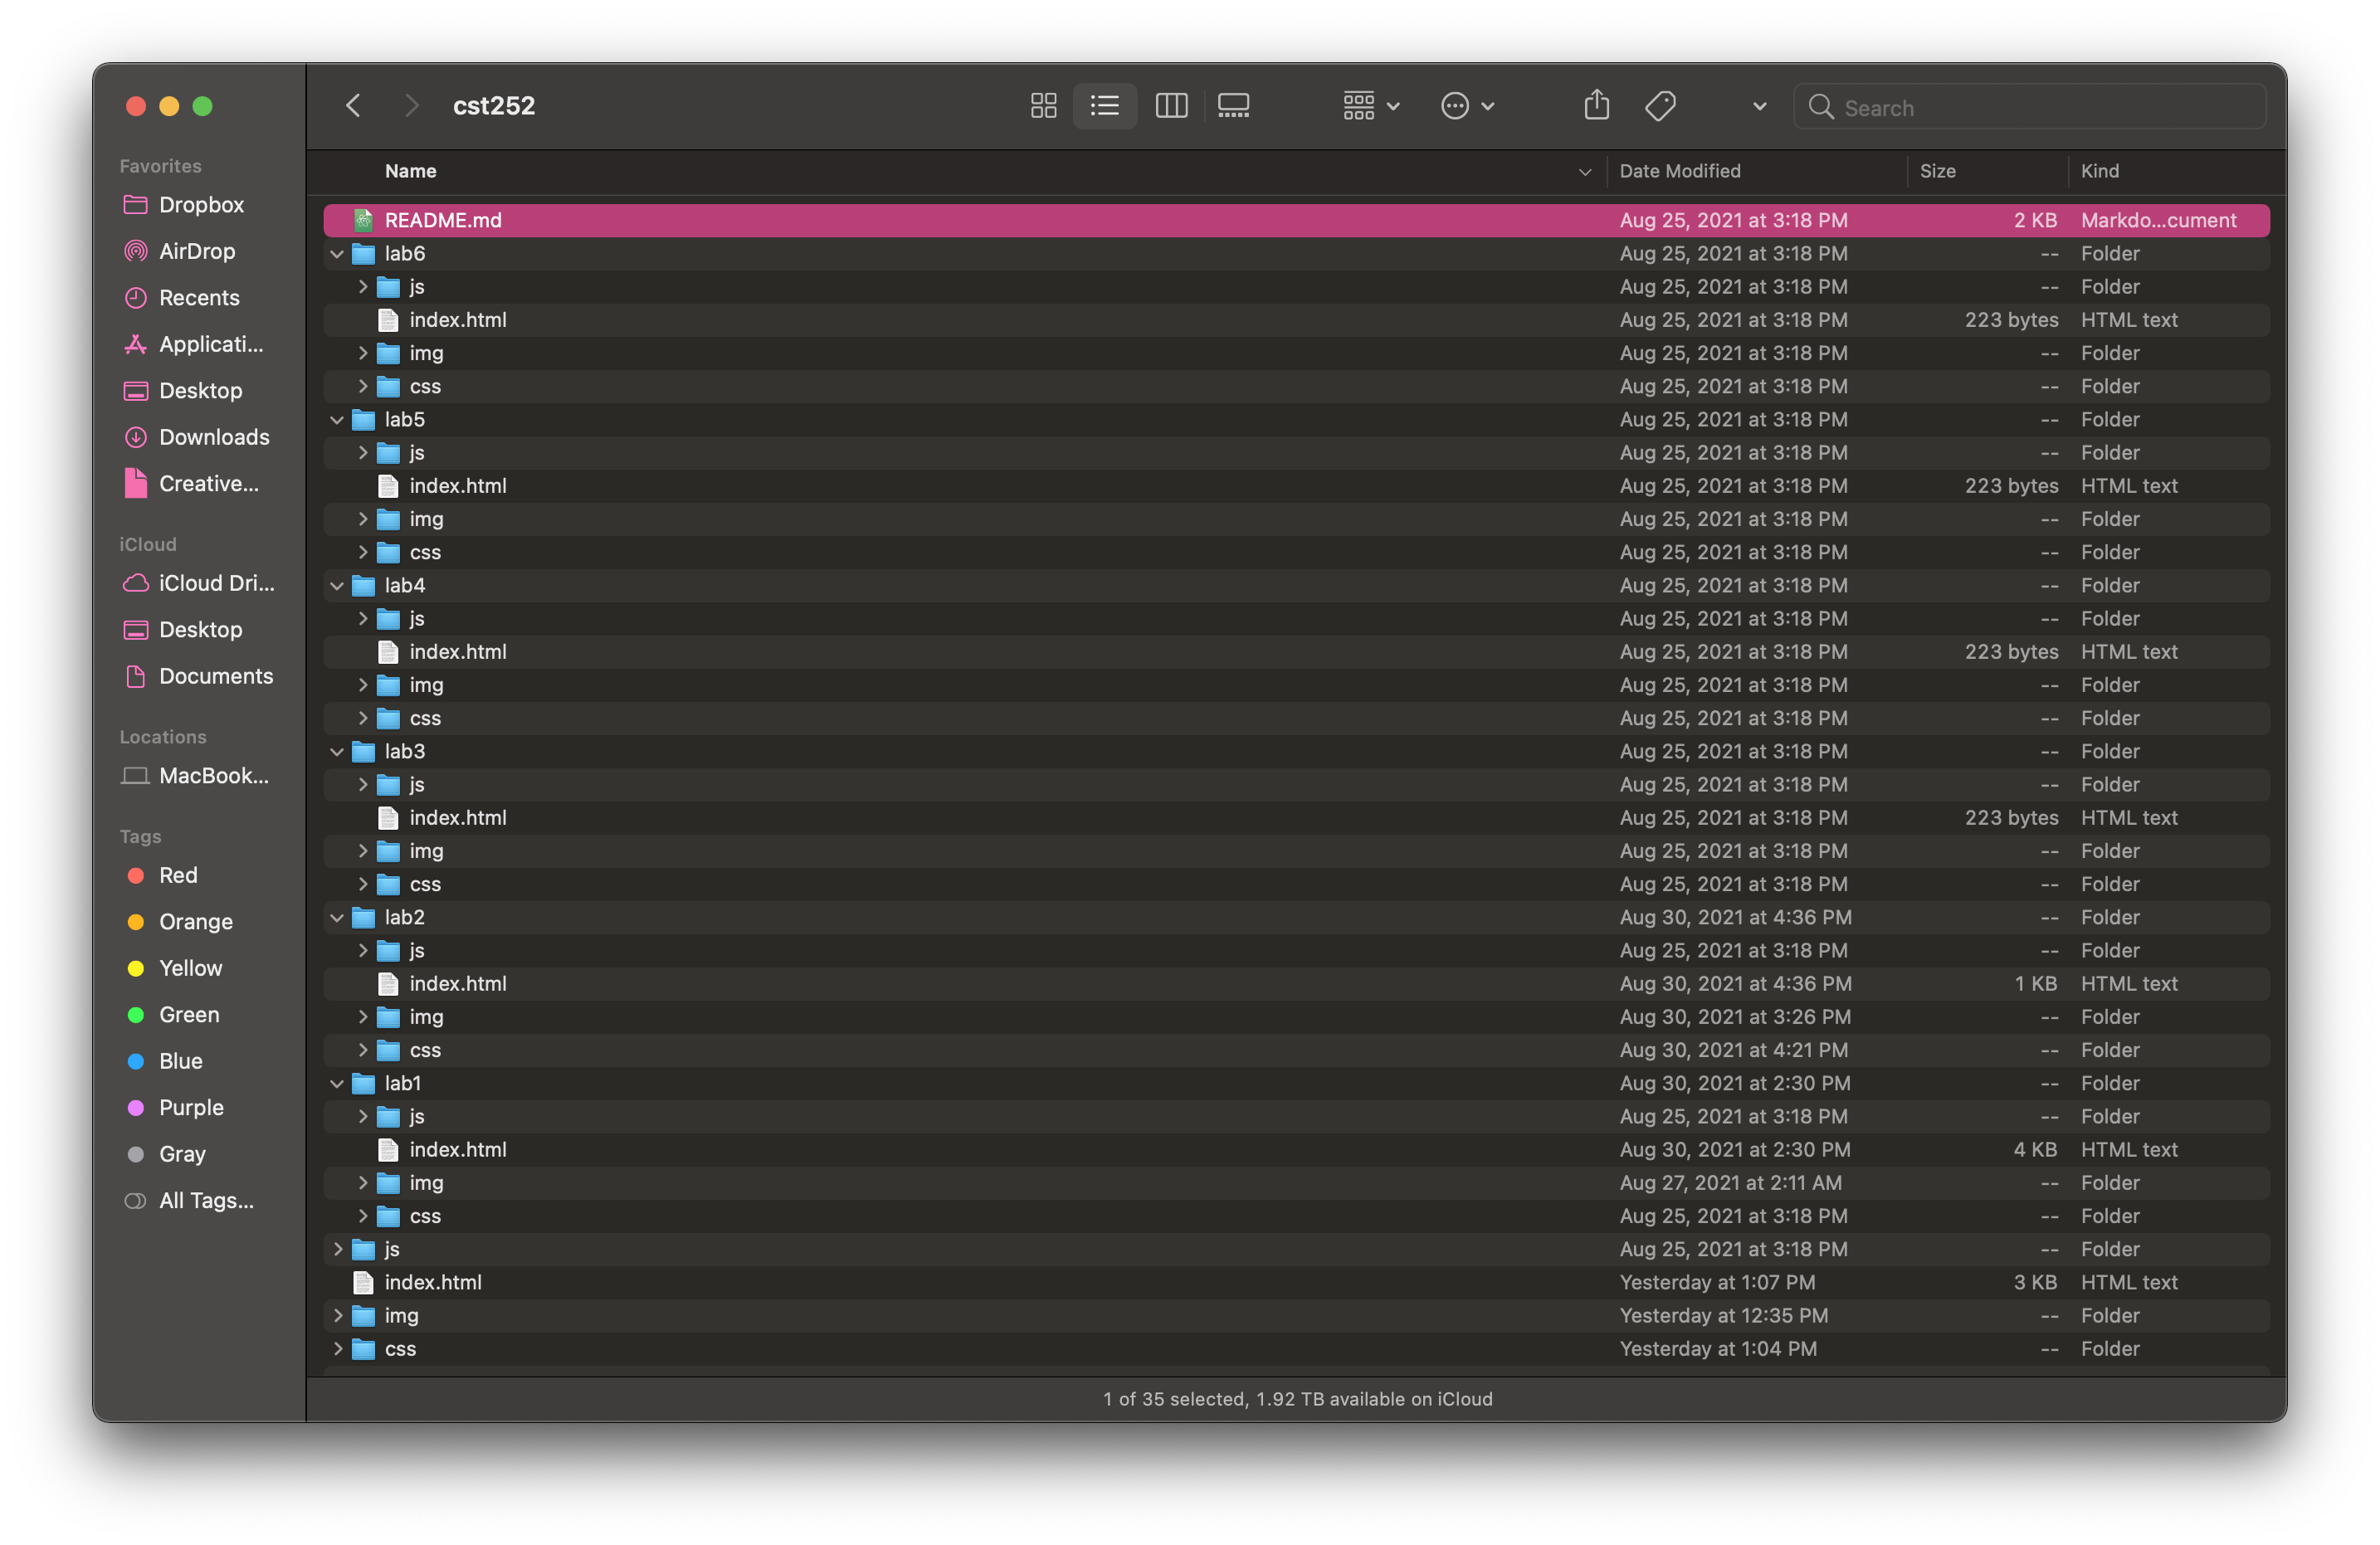 cst252
Search
Favorites
Dropbox
AirDrop
Recents
Applicati...
Desktop
Downloads
Creative...
iCloud
iCloud Dri...
Desktop
Documents
Locations
MacBook...
Tags
Red
Orange
Yellow
Green
Blue
Purple
Gray
All Tags...
Name Date Modified Size Kind
README.md Aug 25, 2021 at 3:18 PM 2 KB Markdo...cument
lab6 Aug 25, 2021 at 3:18 PM -- Folder
js Aug 25, 2021 at 3:18 PM -- Folder
index.html Aug 25, 2021 at 3:18 PM 223 bytes HTML text
img Aug 25, 2021 at 3:18 PM -- Folder
css Aug 25, 2021 at 3:18 PM -- Folder
lab5 Aug 25, 2021 at 3:18 PM -- Folder
js Aug 25, 2021 at 3:18 PM -- Folder
index.html Aug 25, 2021 at 3:18 PM 223 bytes HTML text
img Aug 25, 2021 at 3:18 PM -- Folder
css Aug 25, 2021 at 3:18 PM -- Folder
lab4 Aug 25, 2021 at 3:18 PM -- Folder
js Aug 25, 2021 at 3:18 PM -- Folder
index.html Aug 25, 2021 at 3:18 PM 223 bytes HTML text
img Aug 25, 2021 at 3:18 PM -- Folder
css Aug 25, 2021 at 3:18 PM -- Folder
lab3 Aug 25, 2021 at 3:18 PM -- Folder
js Aug 25, 2021 at 3:18 PM -- Folder
index.html Aug 25, 2021 at 3:18 PM 223 bytes HTML text
img Aug 25, 2021 at 3:18 PM -- Folder
css Aug 25, 2021 at 3:18 PM -- Folder
lab2 Aug 30, 2021 at 4:36 PM -- Folder
js Aug 25, 2021 at 3:18 PM -- Folder
index.html Aug 30, 2021 at 4:36 PM 1 KB HTML text
img Aug 30, 2021 at 3:26 PM -- Folder
css Aug 30, 2021 at 4:21 PM -- Folder
lab1 Aug 30, 2021 at 2:30 PM -- Folder
js Aug 25, 2021 at 3:18 PM -- Folder
index.html Aug 30, 2021 at 2:30 PM 4 KB HTML text
img Aug 27, 2021 at 2:11 AM -- Folder
css Aug 25, 2021 at 3:18 PM -- Folder
js Aug 25, 2021 at 3:18 PM -- Folder
index.html Yesterday at 1:07 PM 3 KB HTML text
img Yesterday at 12:35 PM -- Folder
css Yesterday at 1:04 PM -- Folder
1 of 35 selected, 1.92 TB available on iCloud